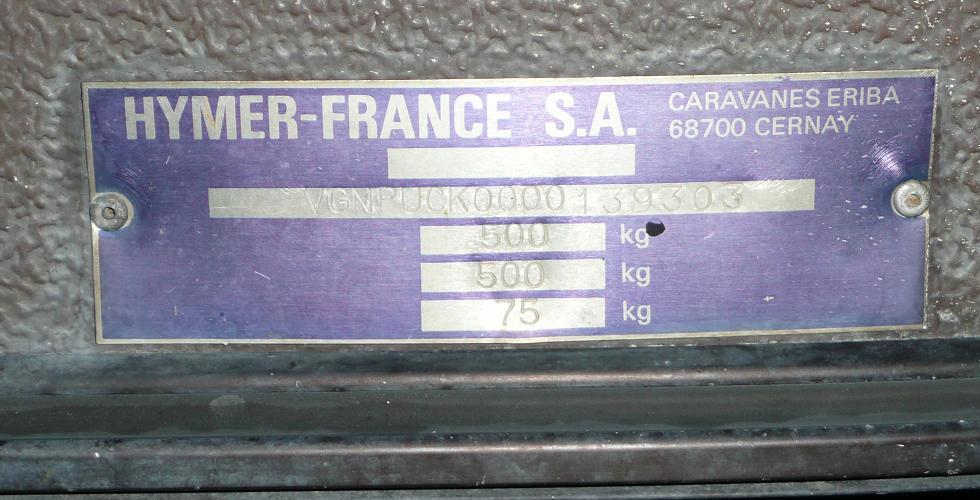 HYMER-FRANCE S.A.
CARAVANES ERIBA
68700 CERNAY
VGNPUCK0000139303
500 kg
500 kg
75 kg